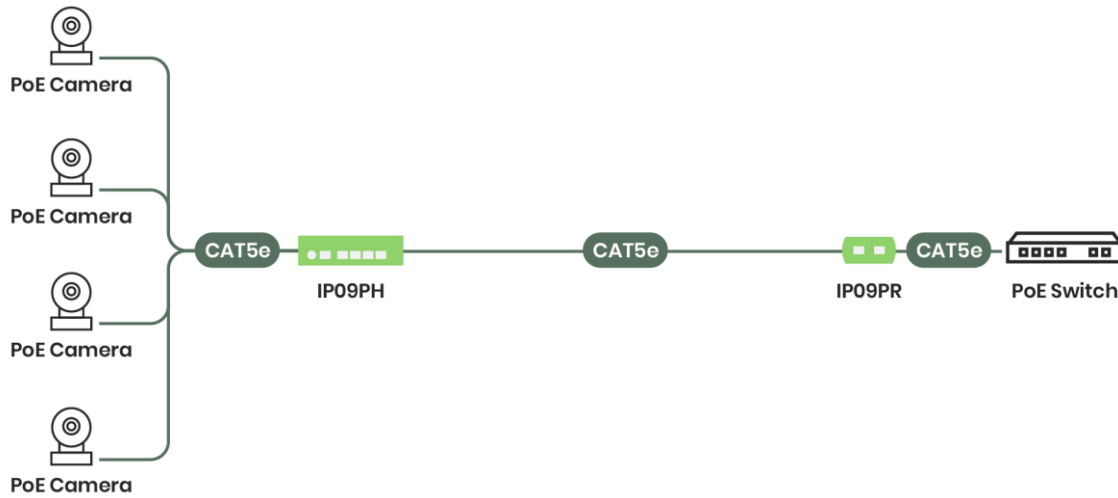 PoE Camera
PoE Camera
CAT5e
CAT5e
CAT5e
IP09PH
IP09PR
PoE Switch
PoE Camera
PoE Camera